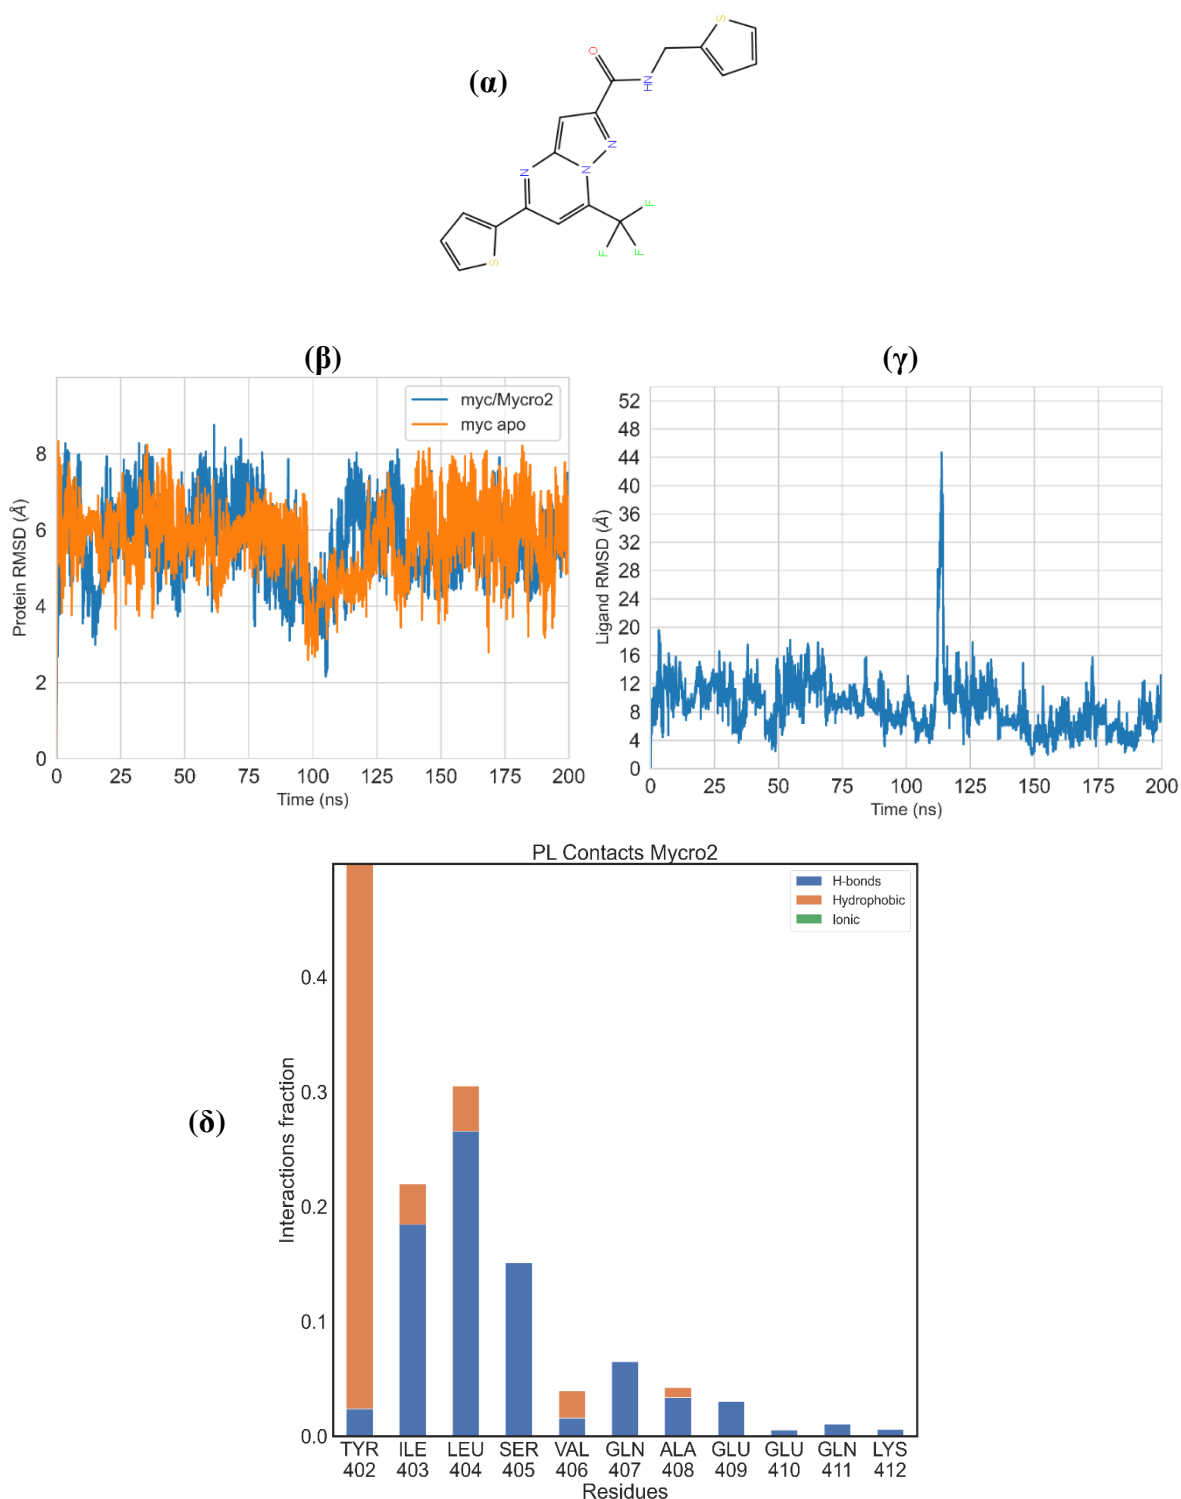 (α)
S
O
HN
N
N
N
S
F
F
F
(β)
(γ)
myc/Mycro2
myc apo
Protein RMSD (Å)
8
6
4
2
0
0 25 50 75 100 125 150 175 200
Time (ns)
Ligand RMSD (Å)
52
48
44
40
36
32
28
24
20
16
12
8
4
0
0 25 50 75 100 125 150 175 200
Time (ns)
(δ)
PL Contacts Mycro2
H-bonds
Hydrophobic
Ionic
Interactions fraction
0.4
0.3
0.2
0.1
0.0
TYR ILE LEU SER VAL GLN ALA GLU GLU GLN LYS
402 403 404 405 406 407 408 409 410 411 412
Residues